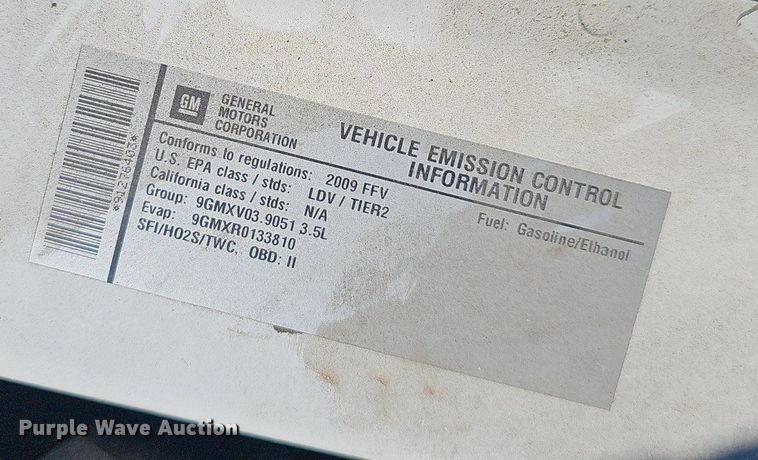 *91276403*
GM
GENERAL
MOTORS
CORPORATION
VEHICLE EMISSION CONTROL
INFORMATION
Conforms to regulations: 2009 FFV
U.S. EPA class / stds: LDV / TIER2
California class / stds: N/A
Group: 9GMXV03.9051 3.5L
Evap: 9GMXR0133810
SFI/HO2S/TWC, OBD: II
Fuel: Gasoline/Ethanol
Purple Wave Auction